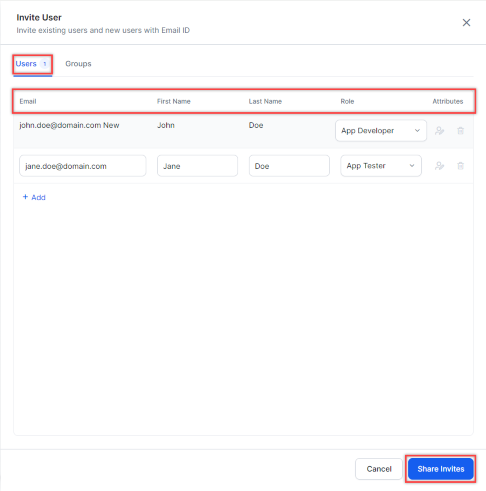 Invite User
Invite existing users and new users with Email ID
Users 1 Groups
Email First Name Last Name Role Attributes
john.doe@domain.com New John Doe App Developer
jane.doe@domain.com Jane Doe App Tester
+ Add
Cancel Share Invites